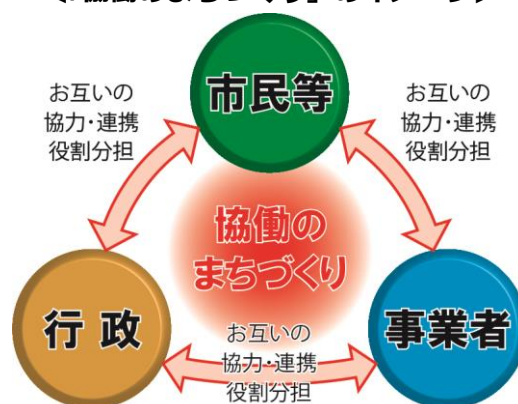 市民等
お互いの
協力・連携
役割分担
お互いの
協力・連携
役割分担
協働の
まちづくり
行政
事業者
お互いの
協力・連携
役割分担